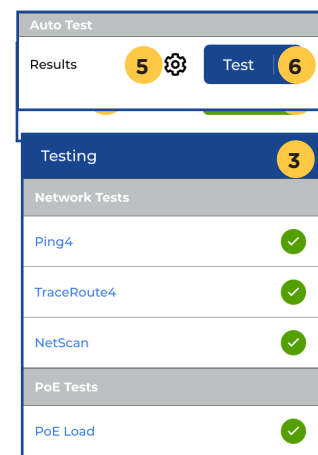 Auto Test
Results 5 Test 6
Testing 3
Network Tests
Ping4
TraceRoute4
NetScan
PoE Tests
PoE Load